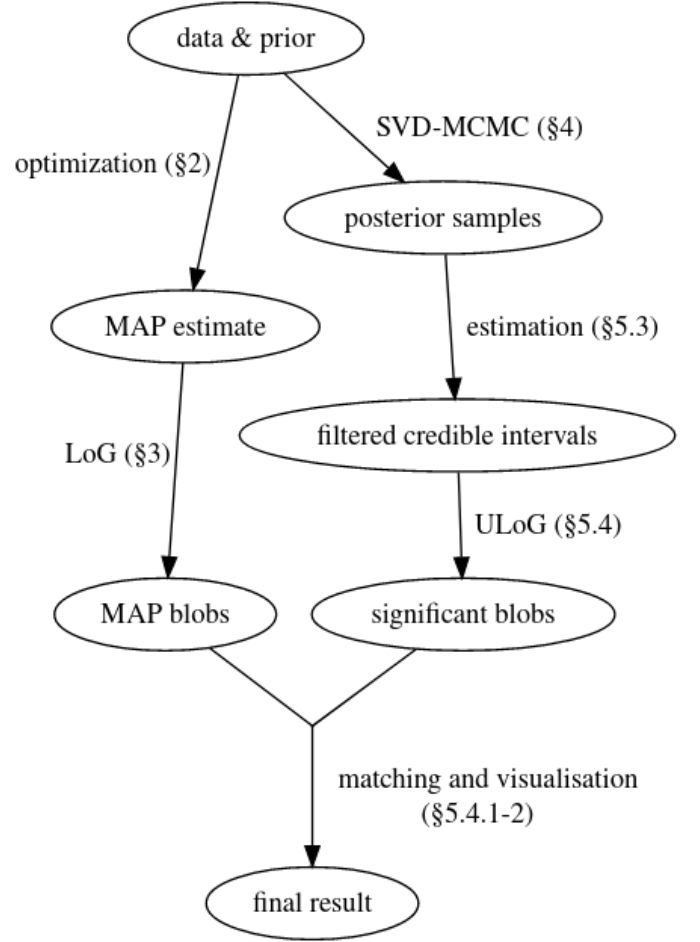 data & prior
SVD-MCMC (§4)
optimization (§2)
posterior samples
MAP estimate
estimation (§5.3)
filtered credible intervals
LoG (§3)
ULoG (§5.4)
MAP blobs
significant blobs
matching and visualisation
(§5.4.1-2)
final result